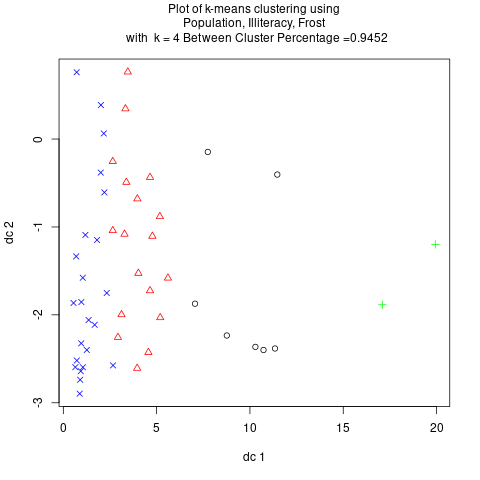 Plot of k-means clustering using
Population, Illiteracy, Frost
with  k = 4 Between Cluster Percentage =0.9452
0
-1
-2
-3
dc 2
0 5 10 15 20
dc 1